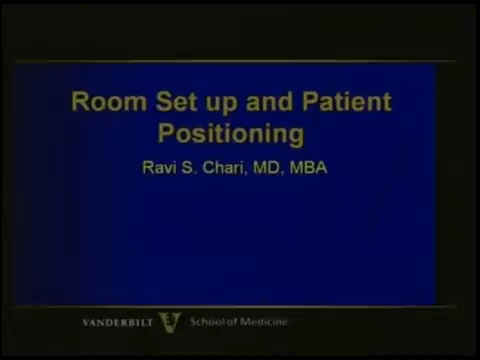 Room Set up and Patient
Positioning
Ravi S. Chari, MD, MBA
VANDERBILT School of Medicine